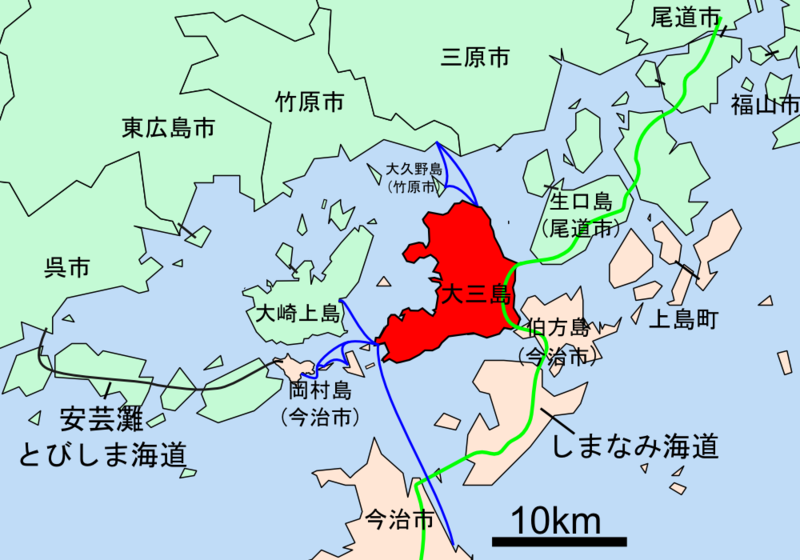 尾道市
三原市
福山市
竹原市
東広島市
大久野島
(竹原市)
生口島
(尾道市)
呉市
大三島
大崎上島
上島町
伯方島
(今治市)
岡村島
(今治市)
安芸灘
とびしま海道
しまなみ海道
今治市
10km